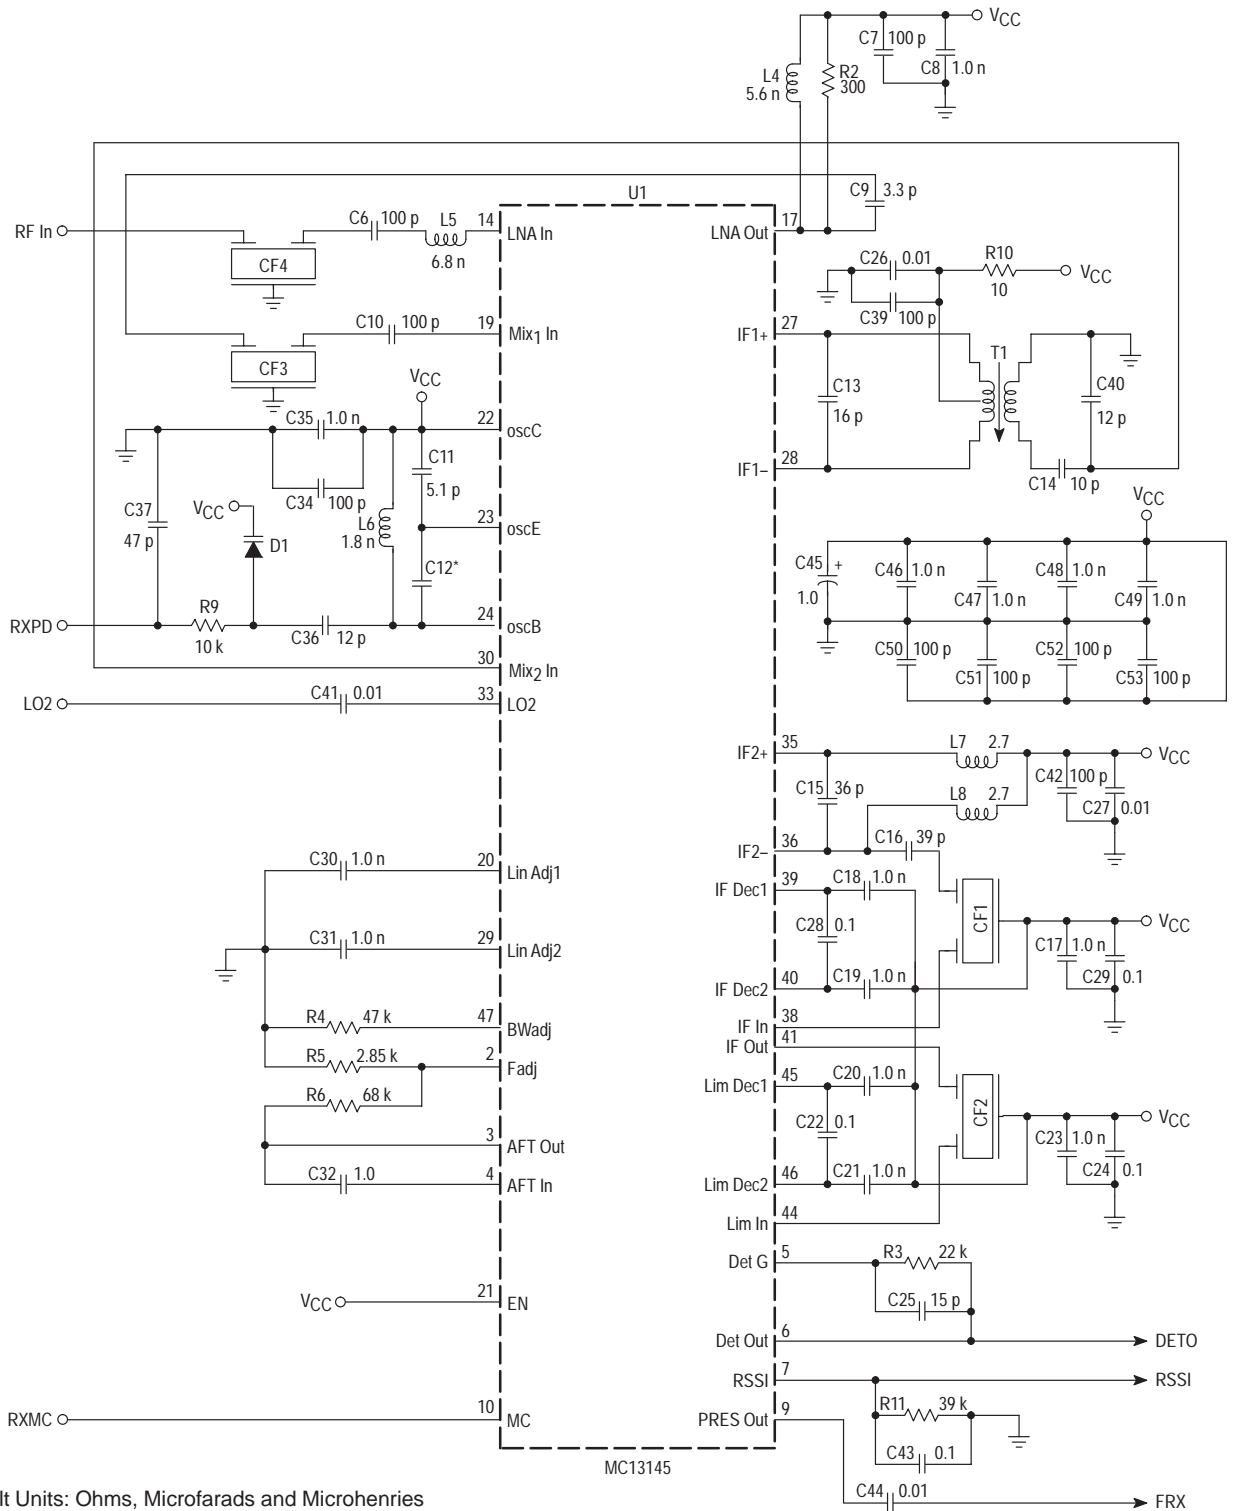 VCC
C7 100 p
C8 1.0 n
L4 5.6 n
R2 300
C9 3.3 p
U1
RF In
C6 100 p
L5 6.8 n
14 LNA In
17 LNA Out
CF4
C26 0.01
R10 10
VCC
C39 100 p
C10 100 p
19 Mix1 In
27 IF1+
CF3
T1
C13 16 p
C40 12 p
VCC
C35 1.0 n
22 oscC
C11 5.1 p
28 IF1–
C14 10 p
C34 100 p
C37 47 p
VCC
D1
L6 1.8 n
23 oscE
C12*
VCC
C45 + 1.0
C46 1.0 n
C47 1.0 n
C48 1.0 n
C49 1.0 n
RXPD
R9 10 k
C36 12 p
24 oscB
C50 100 p
C51 100 p
C52 100 p
C53 100 p
30 Mix2 In
LO2
C41 0.01
33 LO2
35 IF2+
L7 2.7
VCC
C15 36 p
L8 2.7
C42 100 p
C27 0.01
36 IF2–
C16 39 p
C30 1.0 n
20 Lin Adj1
39 IF Dec1
C18 1.0 n
CF1
C28 0.1
VCC
C31 1.0 n
29 Lin Adj2
C17 1.0 n
C29 0.1
40 IF Dec2
C19 1.0 n
R4 47 k
47 BWadj
38 IF In
41 IF Out
R5 2.85 k
2 Fadj
R6 68 k
45 Lim Dec1
C20 1.0 n
CF2
C22 0.1
VCC
3 AFT Out
C23 1.0 n
C24 0.1
C32 1.0
4 AFT In
46 Lim Dec2
C21 1.0 n
44 Lim In
5 Det G
R3 22 k
VCC
21 EN
C25 15 p
6 Det Out
DETO
7 RSSI
RSSI
RXMC
10 MC
9 PRES Out
R11 39 k
C43 0.1
MC13145
C44 0.01
FRX
lt Units: Ohms, Microfarads and Microhenries